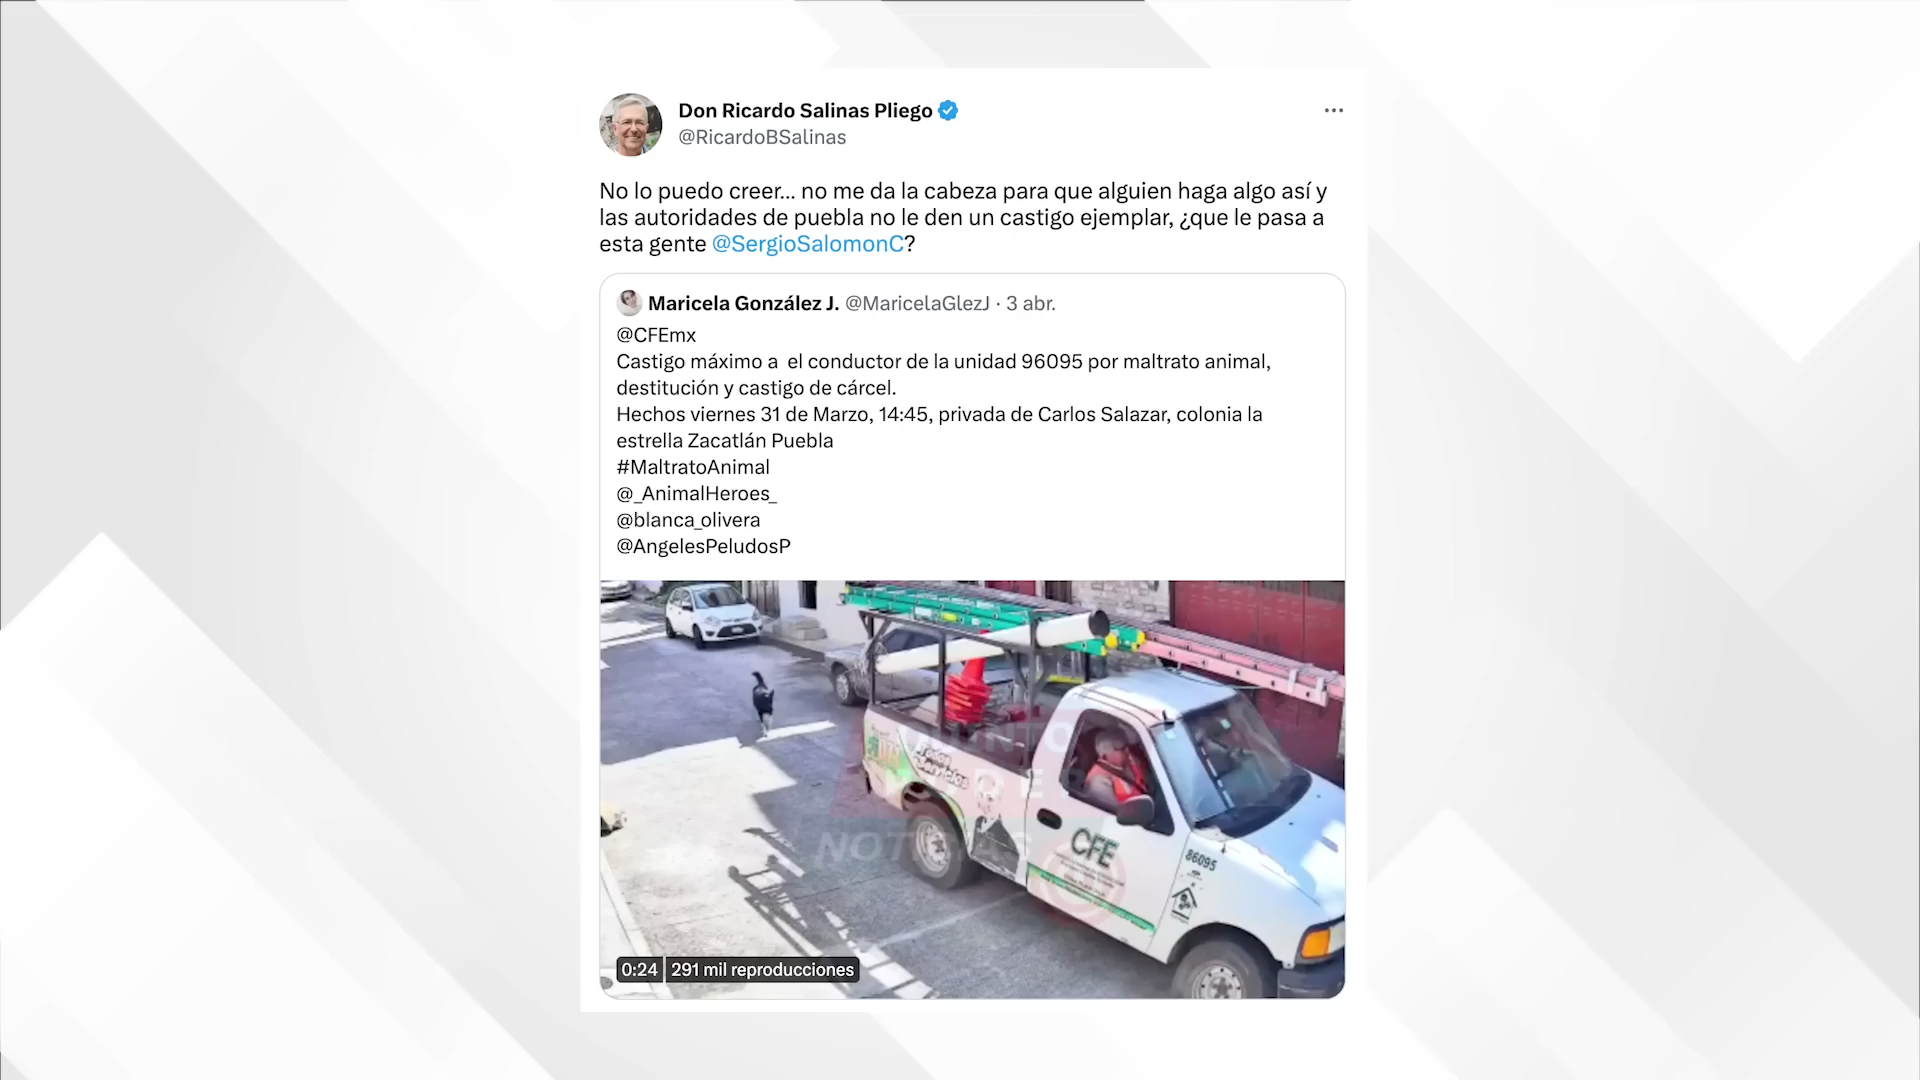 Don Ricardo Salinas Pliego
@RicardoBSalinas
No lo puedo creer... no me da la cabeza para que alguien haga algo así y
las autoridades de puebla no le den un castigo ejemplar, ¿que le pasa a
esta gente @SergioSalomonC?
Maricela González J. @MaricelaGlezJ · 3 abr.
@CFEmx
Castigo máximo a  el conductor de la unidad 96095 por maltrato animal,
destitución y castigo de cárcel.
Hechos viernes 31 de Marzo, 14:45, privada de Carlos Salazar, colonia la
estrella Zacatlán Puebla
#MaltratoAnimal
@_AnimalHeroes_
@blanca_olivera
@AngelesPeludosP
CFE
86095
0:24
291 mil reproducciones